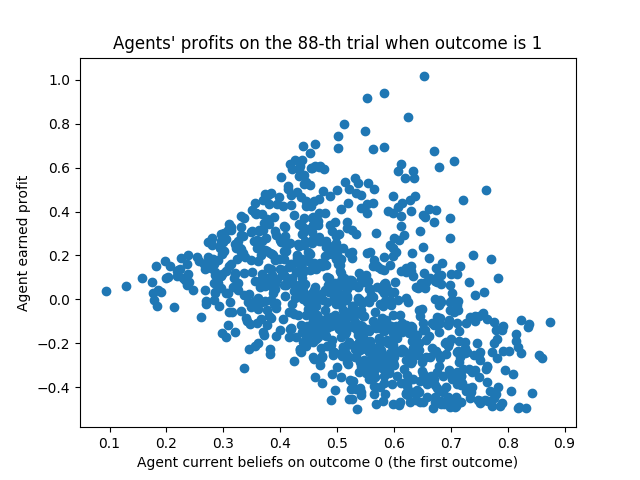 Agents' profits on the 88-th trial when outcome is 1
Agent earned profit
1.0
0.8
0.6
0.4
0.2
0.0
−0.2
−0.4
0.1 0.2 0.3 0.4 0.5 0.6 0.7 0.8 0.9
Agent current beliefs on outcome 0 (the first outcome)